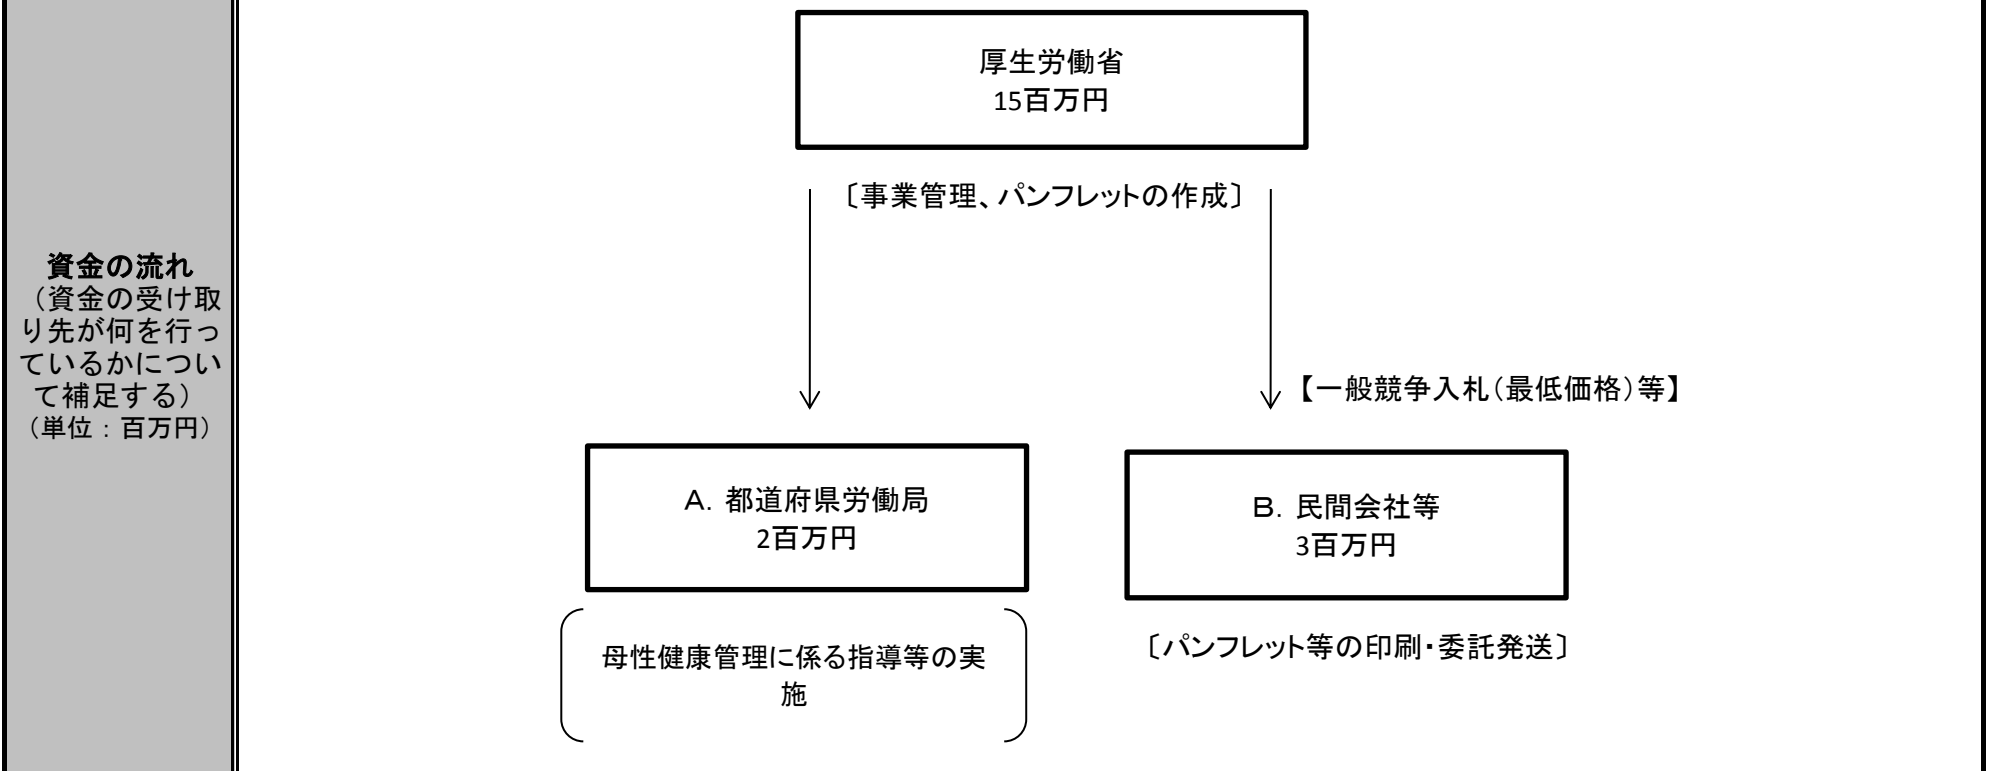 厚生労働省
15百万円
〔事業管理、パンフレットの作成〕
資金の流れ
（資金の受け取
り先が何を行っ
ているかについ
て補足する）
（単位：百万円）
【一般競争入札（最低価格）等】
Ａ．都道府県労働局
2百万円
Ｂ．民間会社等
3百万円
母性健康管理に係る指導等の実
施
〔パンフレット等の印刷・委託発送〕